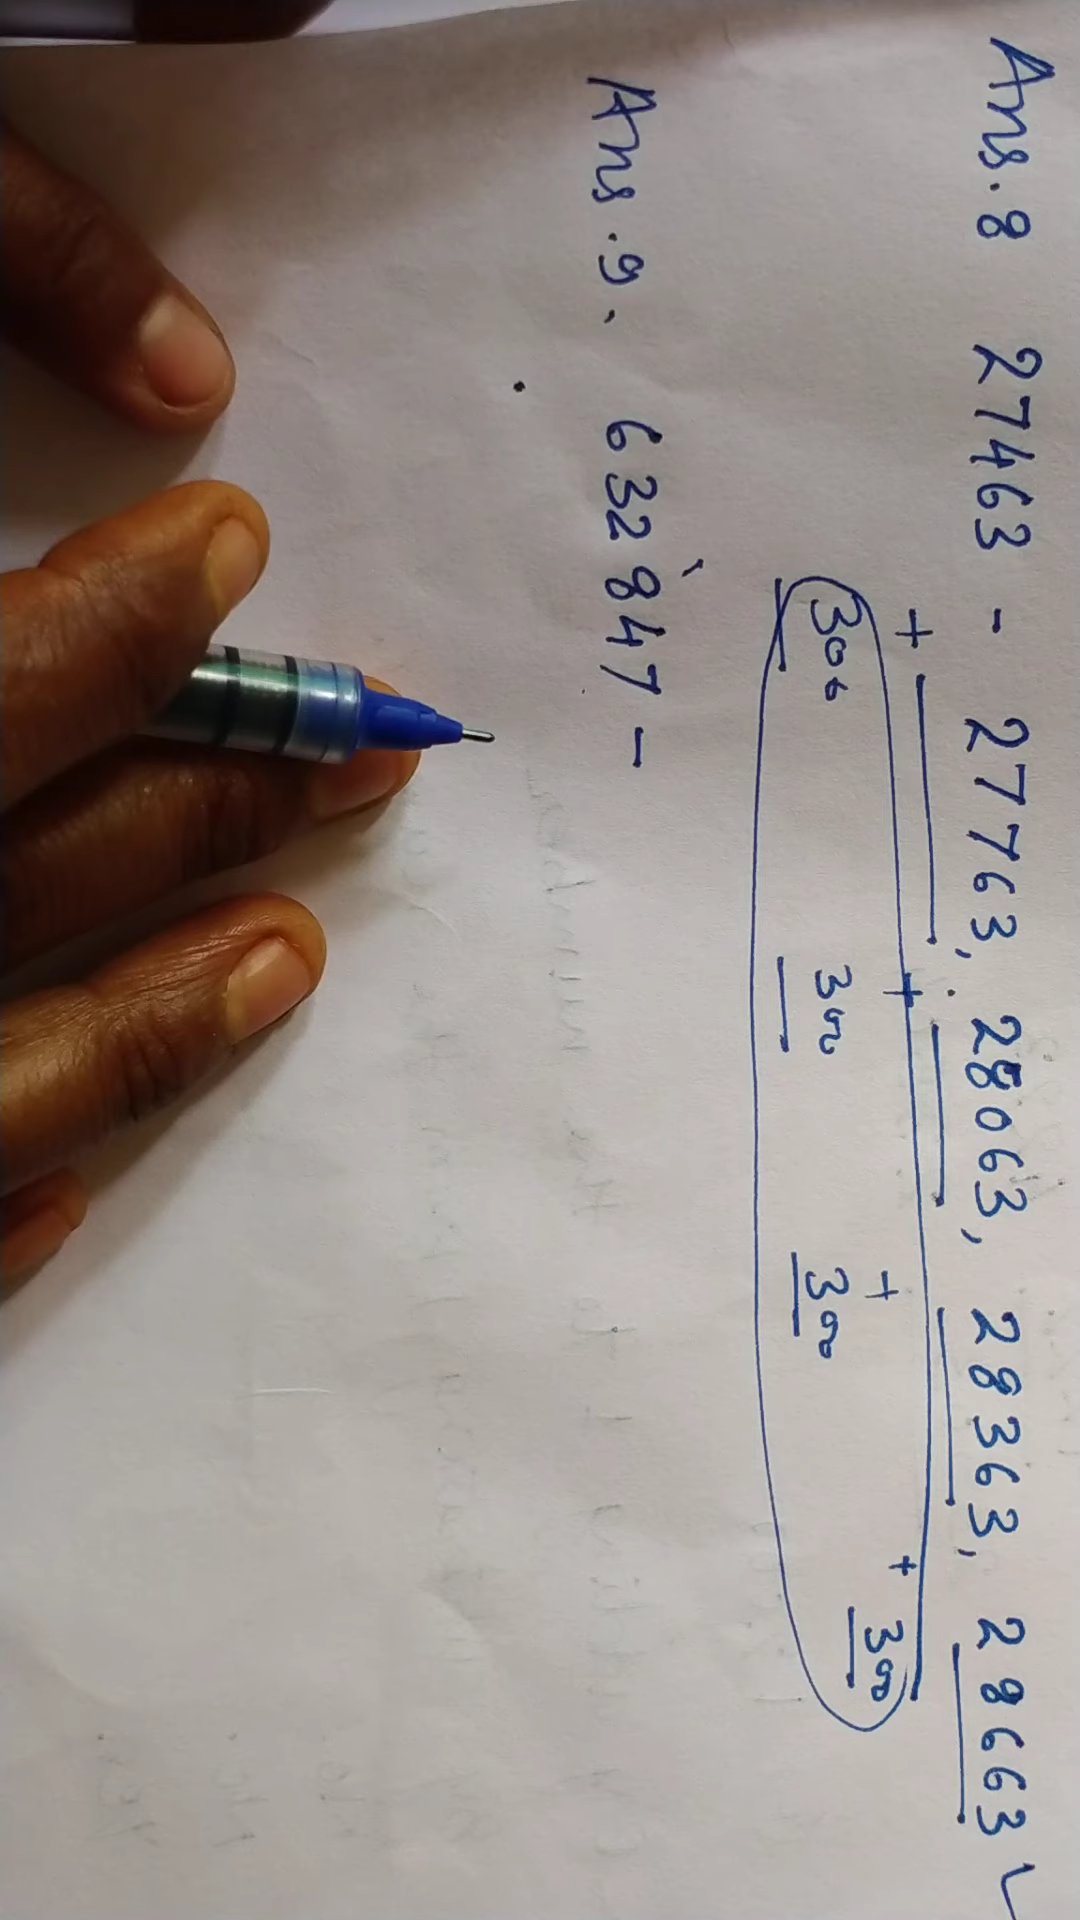 Ans.8 27463 - 27763, 28063, 28363, 28663 ✓
+ + + +
300 300 300 300
Ans.9. 632847 -